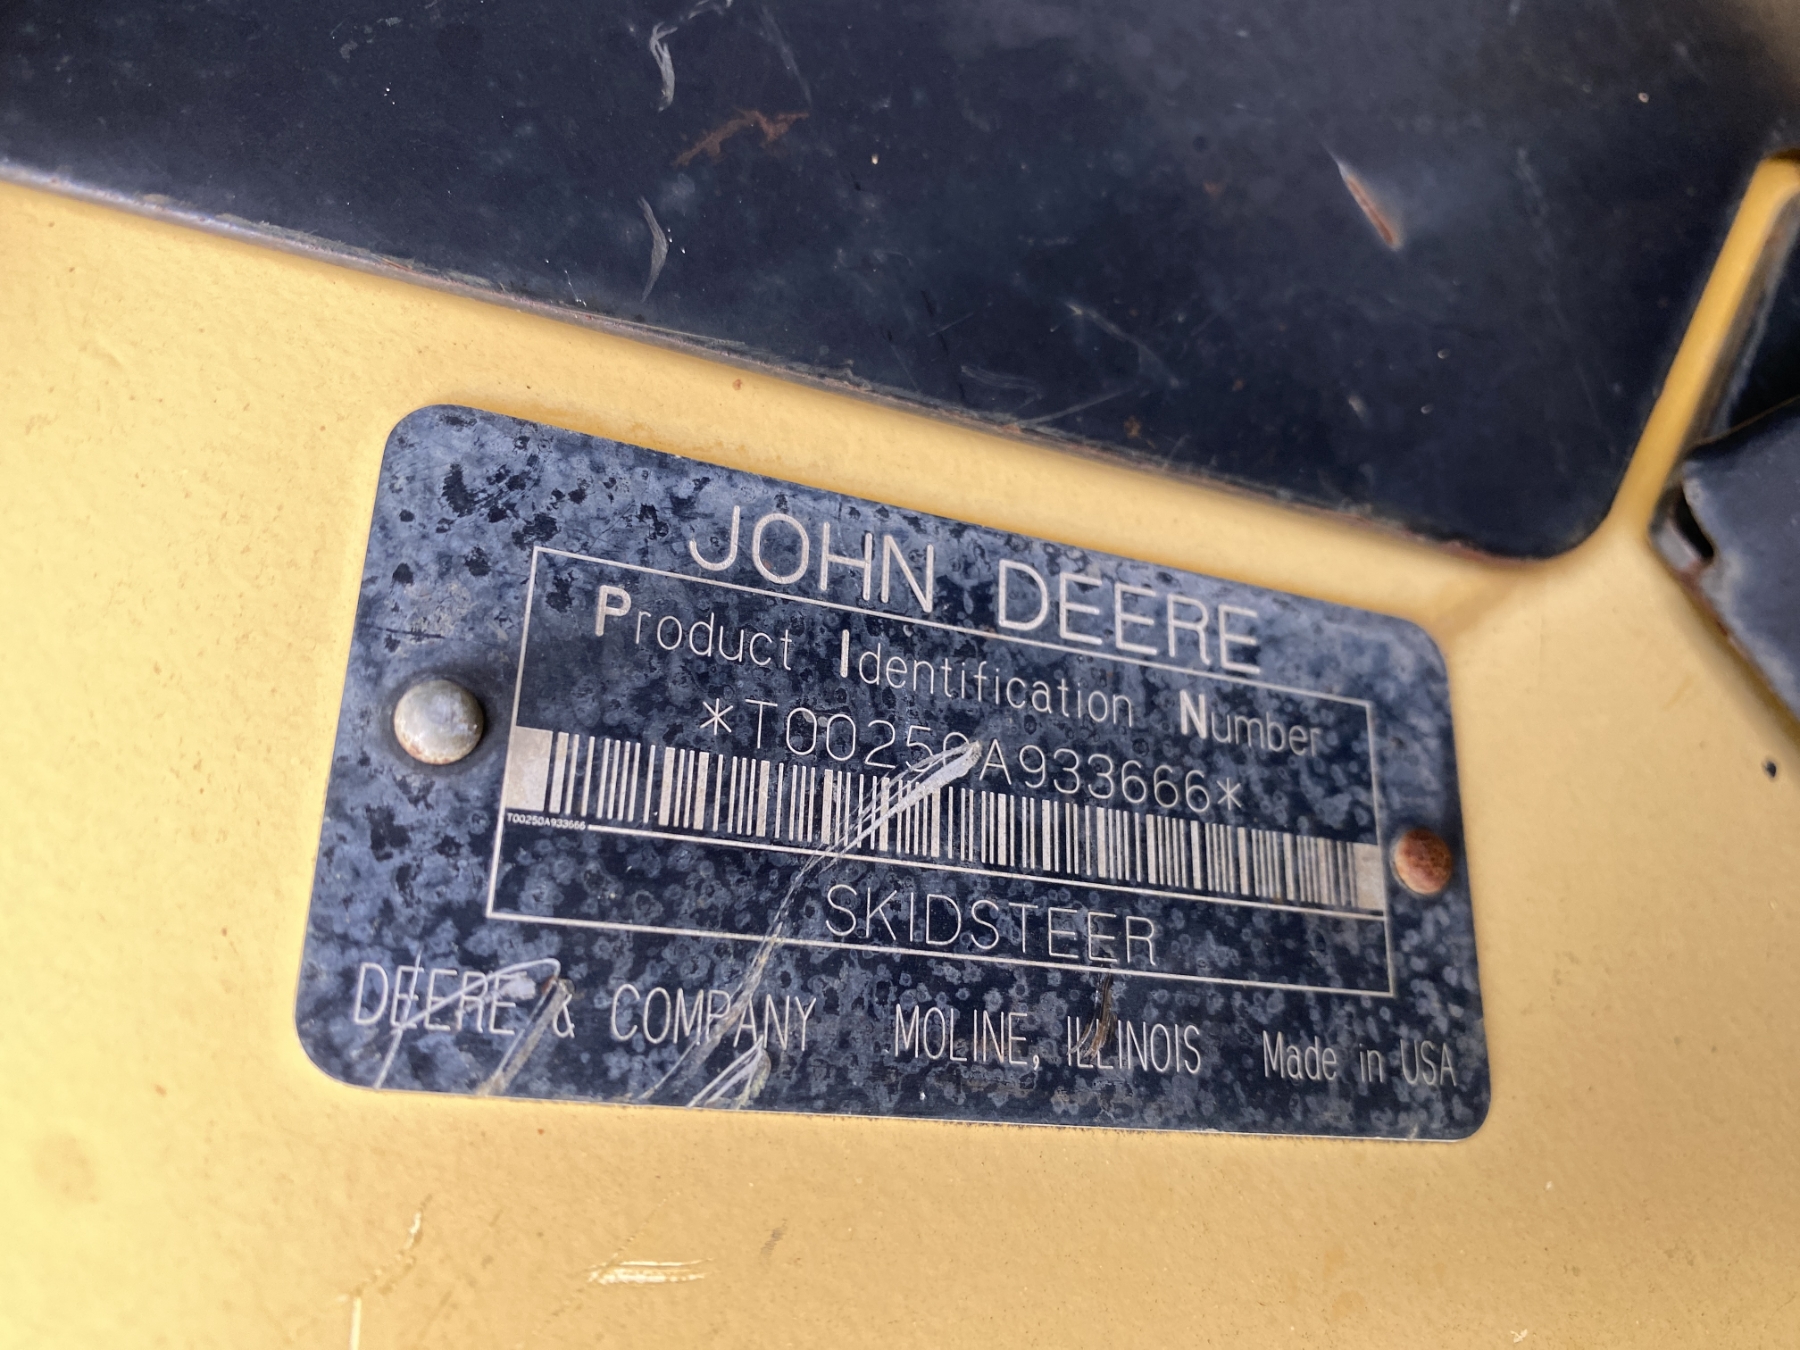 JOHN DEERE
Product Identification Number
*T00250A933666*
T00250A933666
SKIDSTEER
DEERE & COMPANY MOLINE, ILLINOIS Made in USA